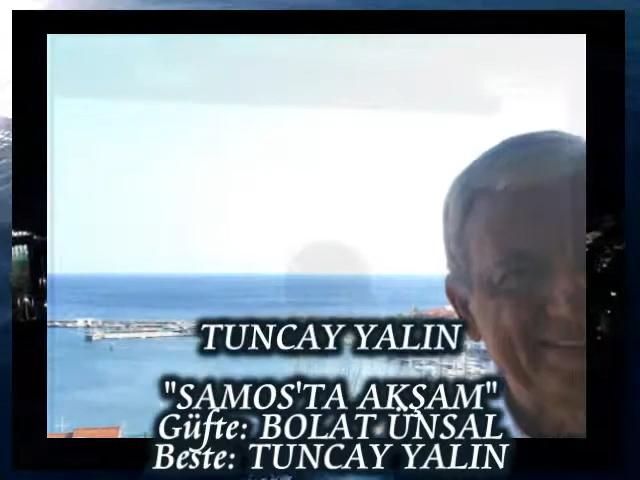 TUNCAY YALIN
"SAMOS'TA AKŞAM"
Güfte: BOLAT ÜNSAL
Beste: TUNCAY YALIN